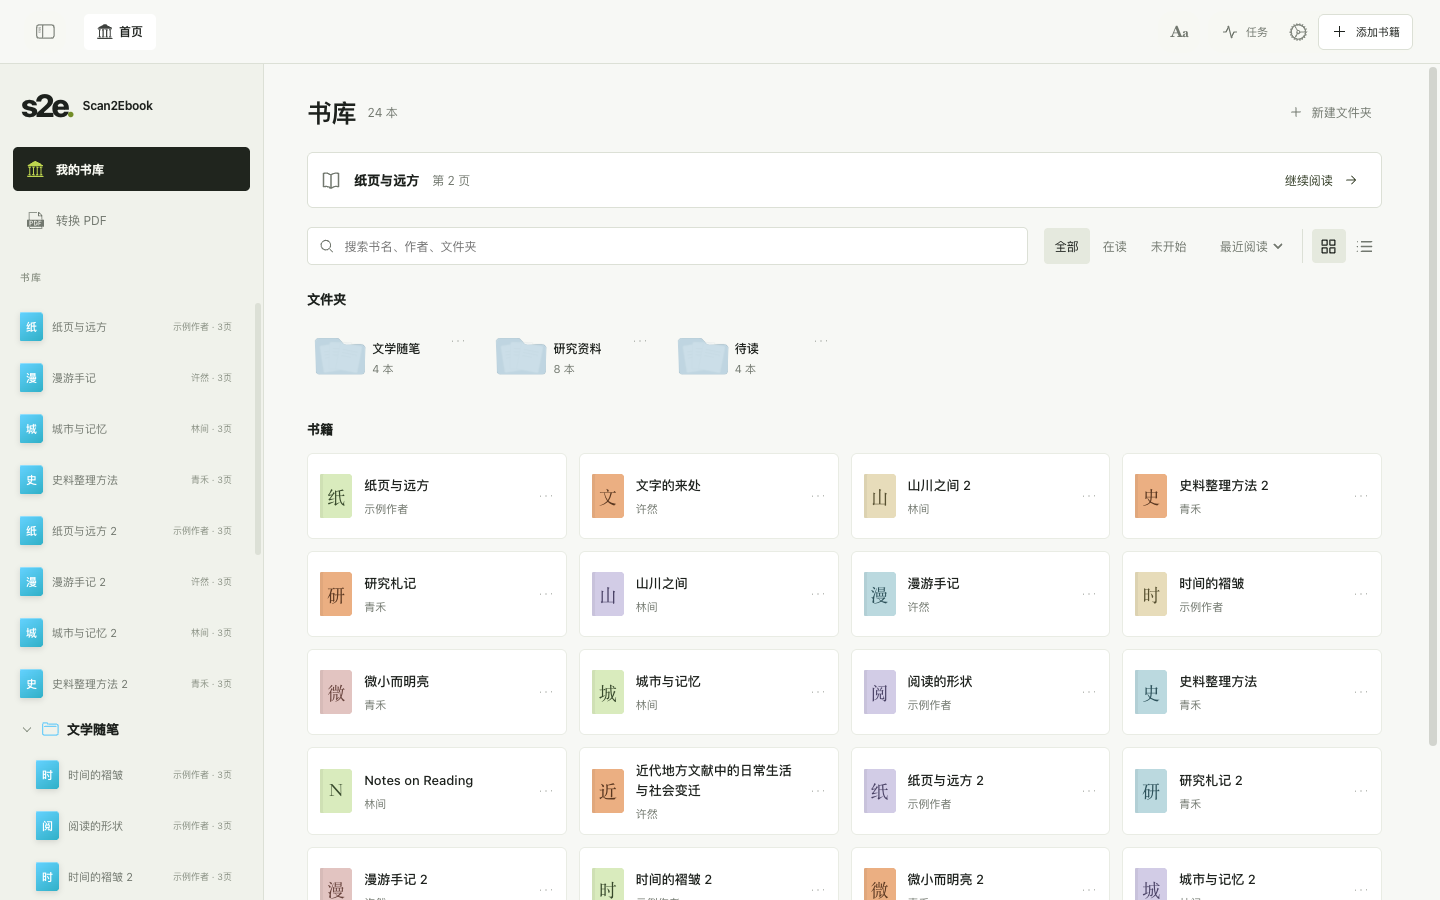 首页
Aa
任务
添加书籍
s2e.
Scan2Ebook
我的书库
PDF
转换 PDF
书库
纸 纸页与远方 示例作者 · 3页
漫 漫游手记 许然 · 3页
城 城市与记忆 林间 · 3页
史 史料整理方法 青禾 · 3页
纸 纸页与远方 2 示例作者 · 3页
漫 漫游手记 2 许然 · 3页
城 城市与记忆 2 林间 · 3页
史 史料整理方法 2 青禾 · 3页
文学随笔
时 时间的褶皱 示例作者 · 3页
阅 阅读的形状 示例作者 · 3页
时 时间的褶皱 2 示例作者 · 3页
书库 24 本
新建文件夹
纸页与远方 第 2 页
继续阅读
搜索书名、作者、文件夹
全部
在读
未开始
最近阅读
文件夹
文学随笔
4 本
研究资料
8 本
待读
4 本
书籍
纸
纸页与远方
示例作者
文
文字的来处
许然
山
山川之间 2
林间
史
史料整理方法 2
青禾
研
研究札记
青禾
山
山川之间
林间
漫
漫游手记
许然
时
时间的褶皱
示例作者
微
微小而明亮
青禾
城
城市与记忆
林间
阅
阅读的形状
示例作者
史
史料整理方法
青禾
N
Notes on Reading
林间
近
近代地方文献中的日常生活
与社会变迁
许然
纸
纸页与远方 2
示例作者
研
研究札记 2
青禾
漫
漫游手记 2
时
时间的褶皱 2
微
微小而明亮 2
城
城市与记忆 2